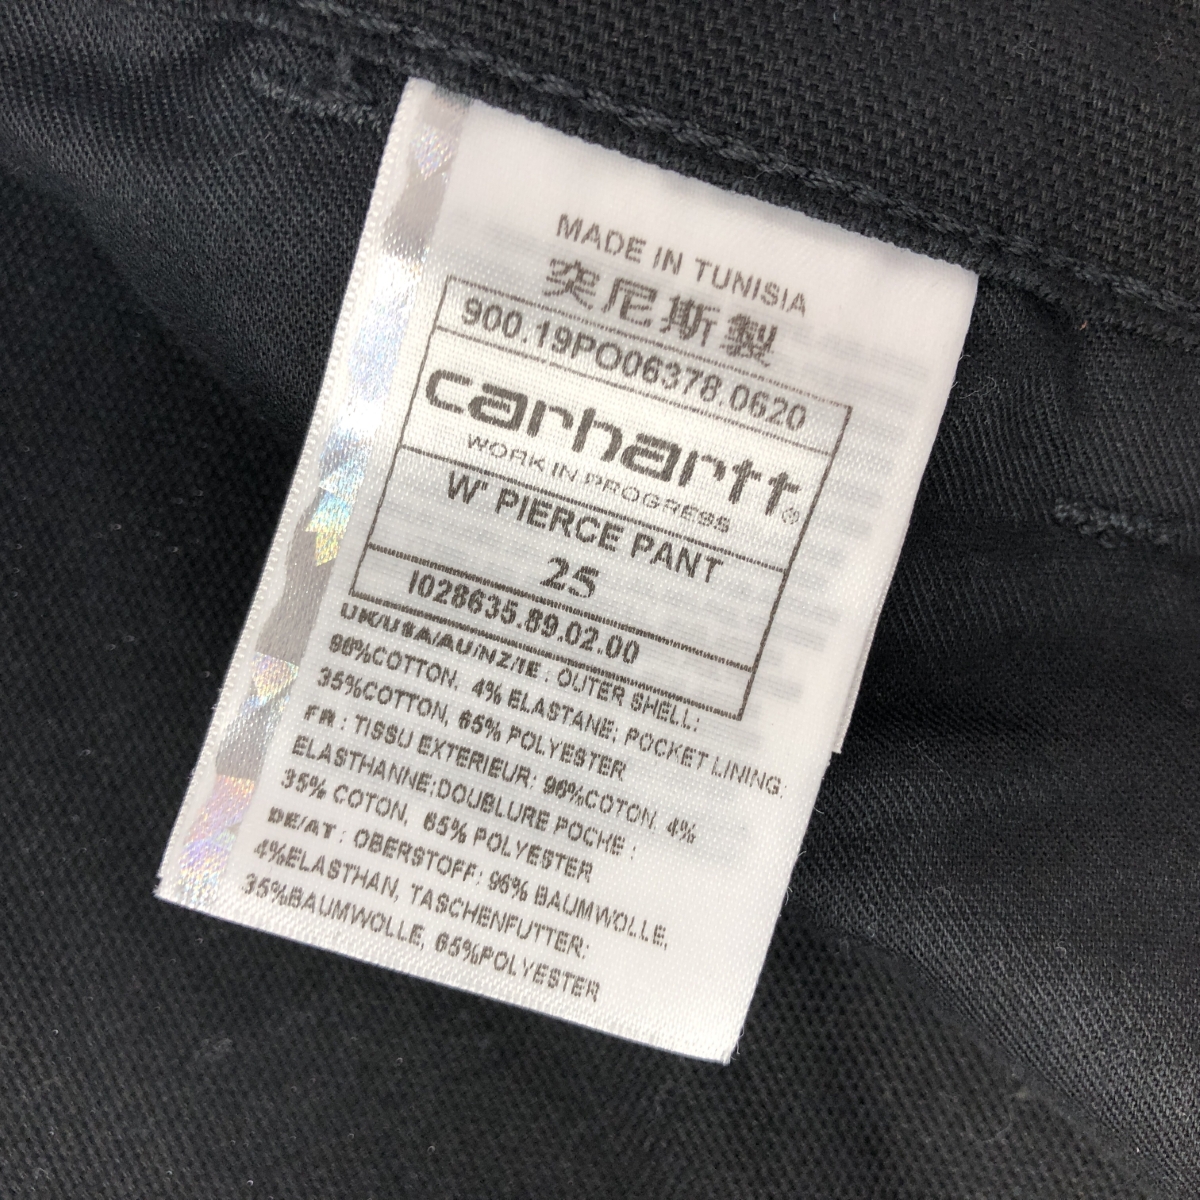 MADE IN TUNISIA
突尼斯製
900.19PO06378.0620
carhartt®
WORK IN PROGRESS
W' PIERCE PANT
25
I028635.89.02.00
UK/USA/AU/NZ/IE : OUTER SHELL:
96%COTTON, 4% ELASTANE; POCKET LINING:
35%COTTON, 65% POLYESTER
FR : TISSU EXTERIEUR: 96%COTON, 4%
ELASTHANNE;DOUBLURE POCHE :
35% COTON, 65% POLYESTER
DE/AT : OBERSTOFF: 96% BAUMWOLLE,
4%ELASTHAN, TASCHENFUTTER:
35%BAUMWOLLE, 65%POLYESTER